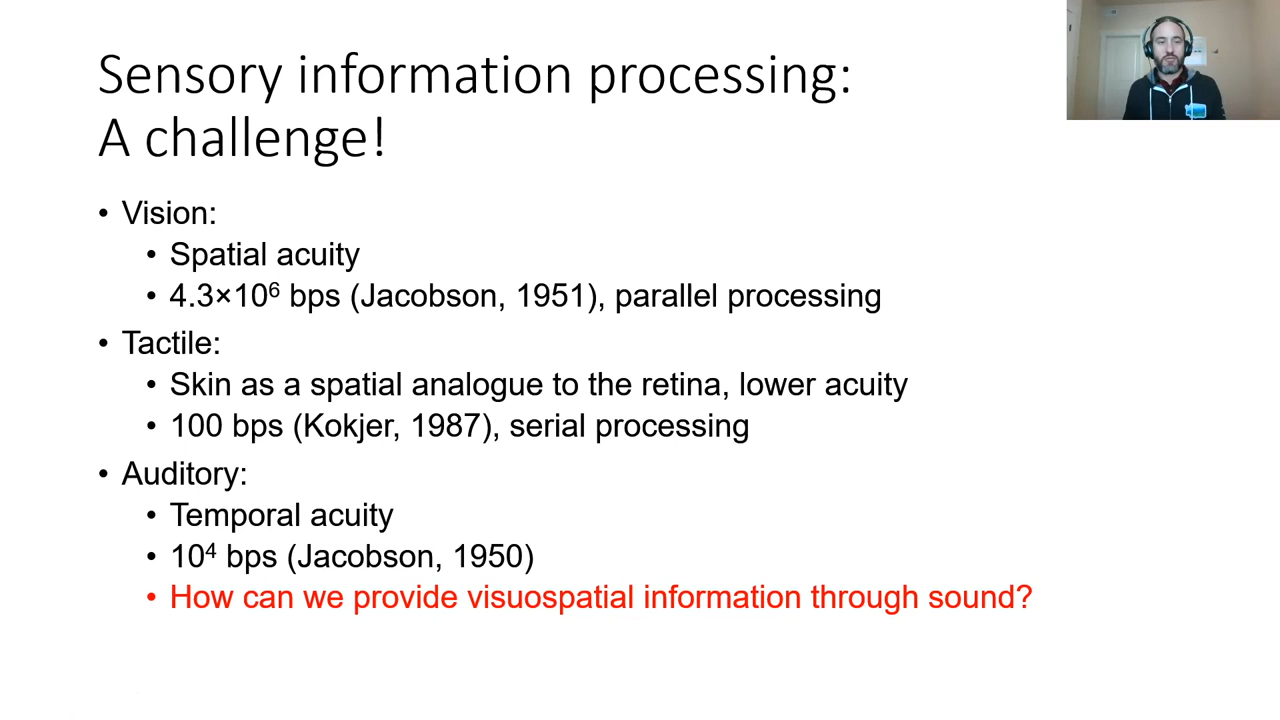 Sensory information processing:
A challenge!
• Vision:
• Spatial acuity
• 4.3×10⁶ bps (Jacobson, 1951), parallel processing
• Tactile:
• Skin as a spatial analogue to the retina, lower acuity
• 100 bps (Kokjer, 1987), serial processing
• Auditory:
• Temporal acuity
• 10⁴ bps (Jacobson, 1950)
• How can we provide visuospatial information through sound?